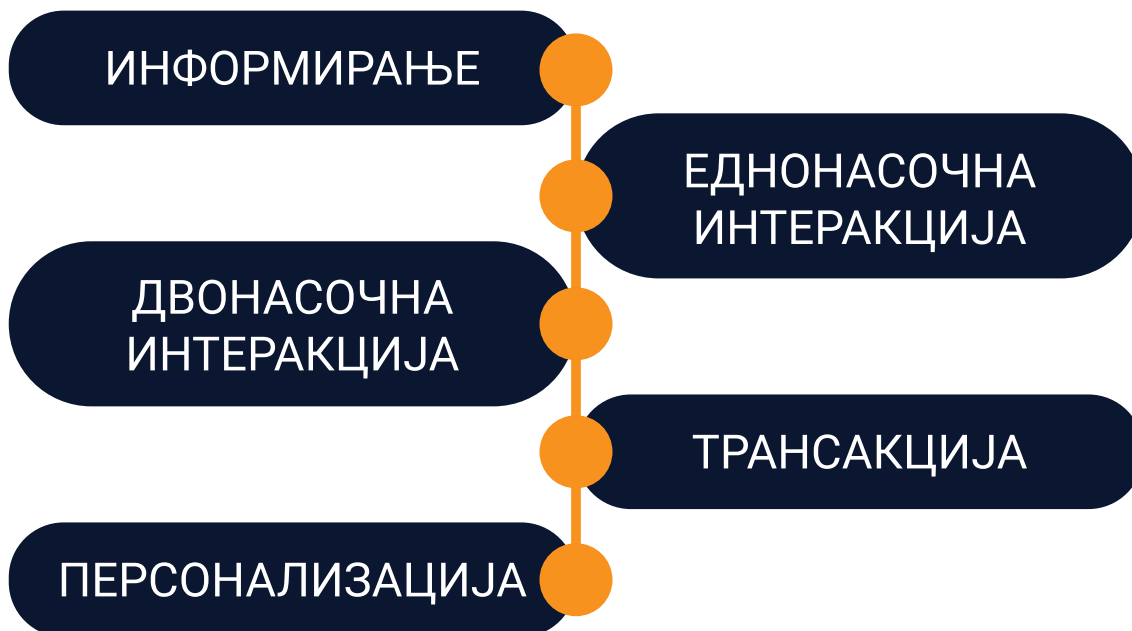 ИНФОРМИРАЊЕ
ЕДНОНАСОЧНА
ИНТЕРАКЦИЈА
ДВОНАСОЧНА
ИНТЕРАКЦИЈА
ТРАНСАКЦИЈА
ПЕРСОНАЛИЗАЦИЈА